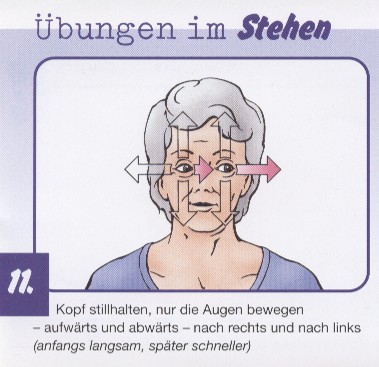 Übungen im Stehen
11.
Kopf stillhalten, nur die Augen bewegen
– aufwärts und abwärts – nach rechts und nach links
(anfangs langsam, später schneller)